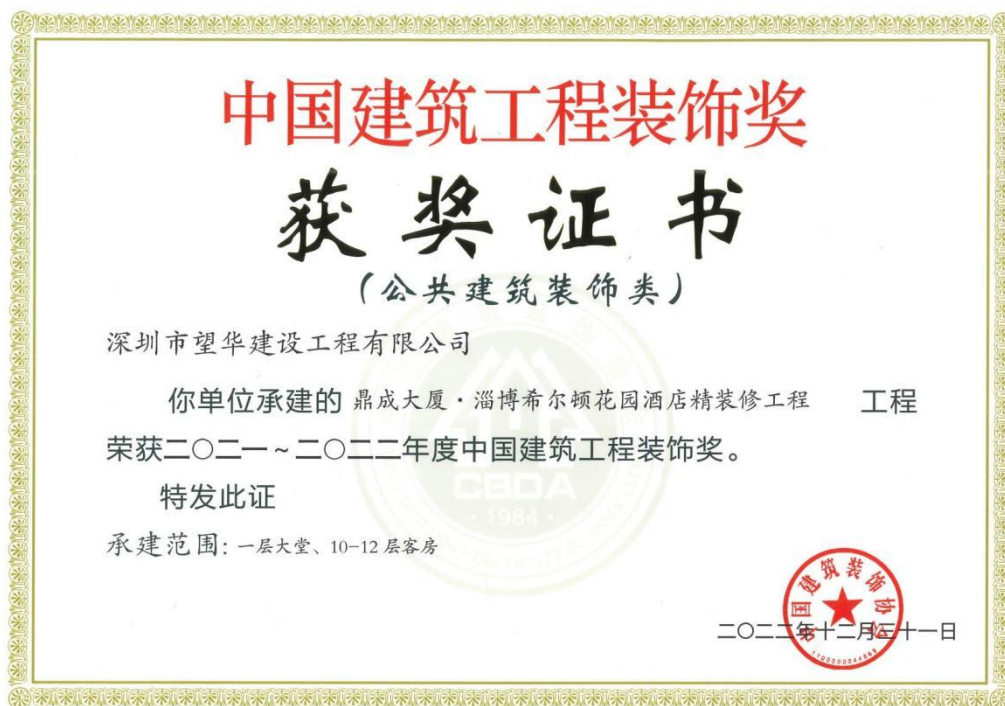 中国建筑工程装饰奖
获奖证书
(公共建筑装饰类)
深圳市望华建设工程有限公司
你单位承建的 鼎成大厦·淄博希尔顿花园酒店精装修工程 工程
荣获二〇二一~二〇二二年度中国建筑工程装饰奖。
特发此证
承建范围: 一层大堂、10-12层客房
CBDA
·1984·
中国建筑装饰协会
二〇二二年十二月三十一日